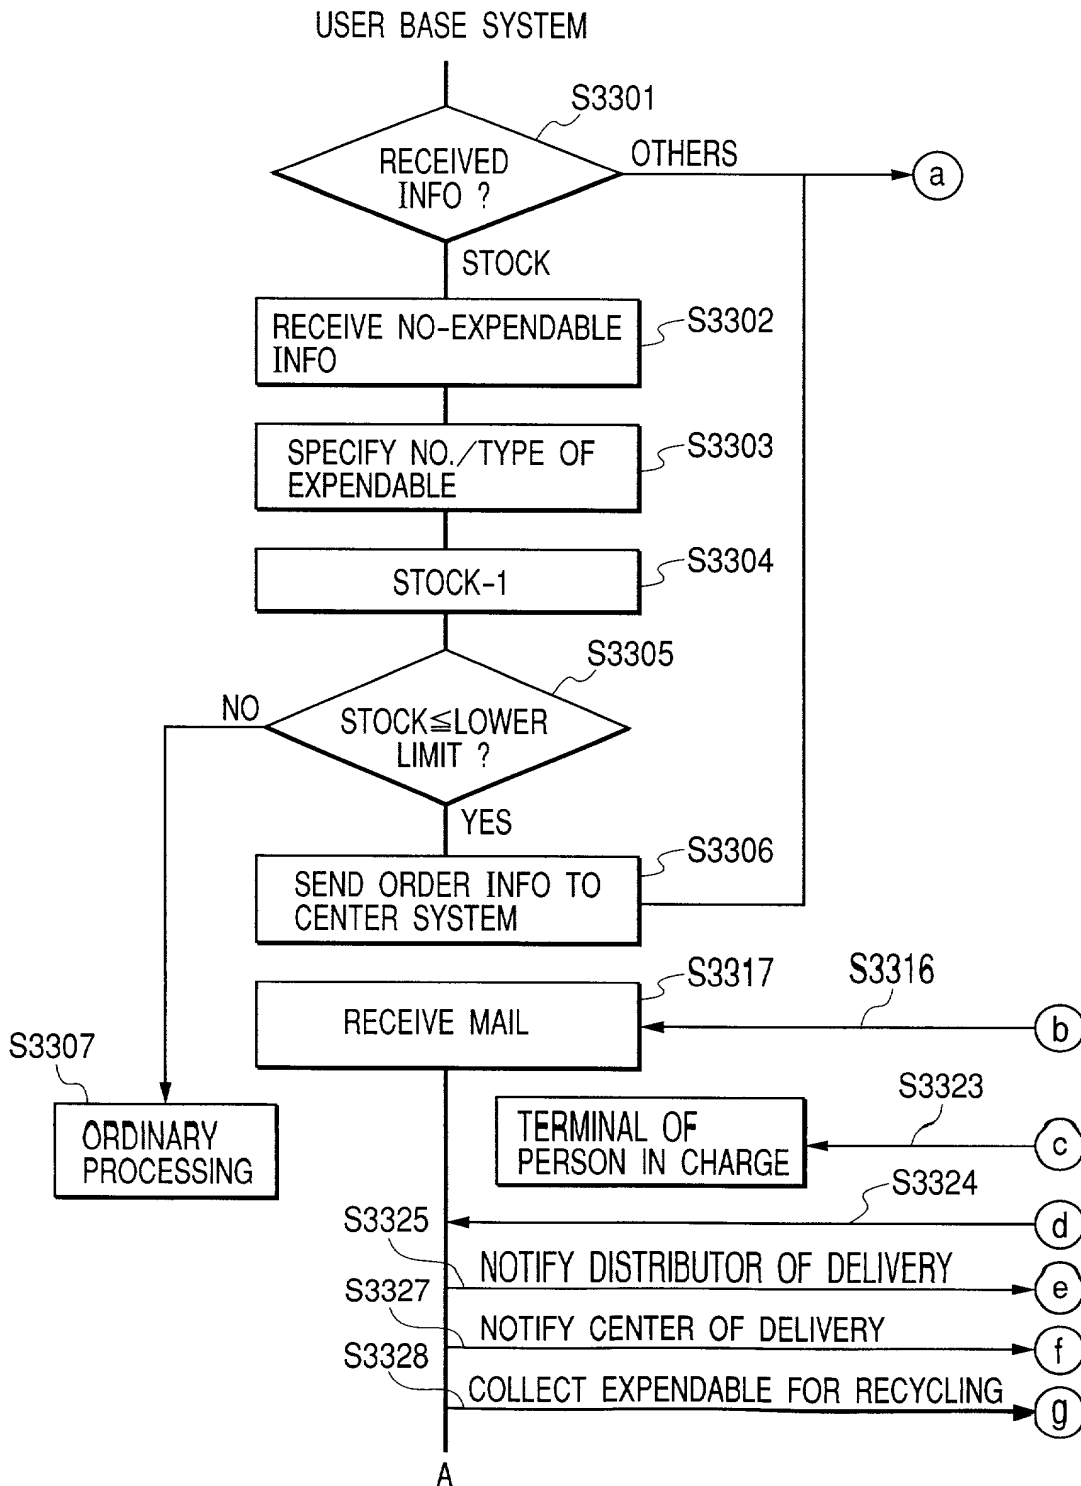 USER BASE SYSTEM
S3301
RECEIVED
INFO ?
OTHERS
a
STOCK
RECEIVE NO-EXPENDABLE
INFO
S3302
SPECIFY NO./TYPE OF
EXPENDABLE
S3303
STOCK-1
S3304
S3305
NO
STOCK≦LOWER
LIMIT ?
YES
S3306
SEND ORDER INFO TO
CENTER SYSTEM
S3317
S3316
RECEIVE MAIL
b
S3307
S3323
ORDINARY
PROCESSING
TERMINAL OF
PERSON IN CHARGE
c
S3324
S3325
d
NOTIFY DISTRIBUTOR OF DELIVERY
e
S3327
NOTIFY CENTER OF DELIVERY
f
S3328
COLLECT EXPENDABLE FOR RECYCLING
g
A